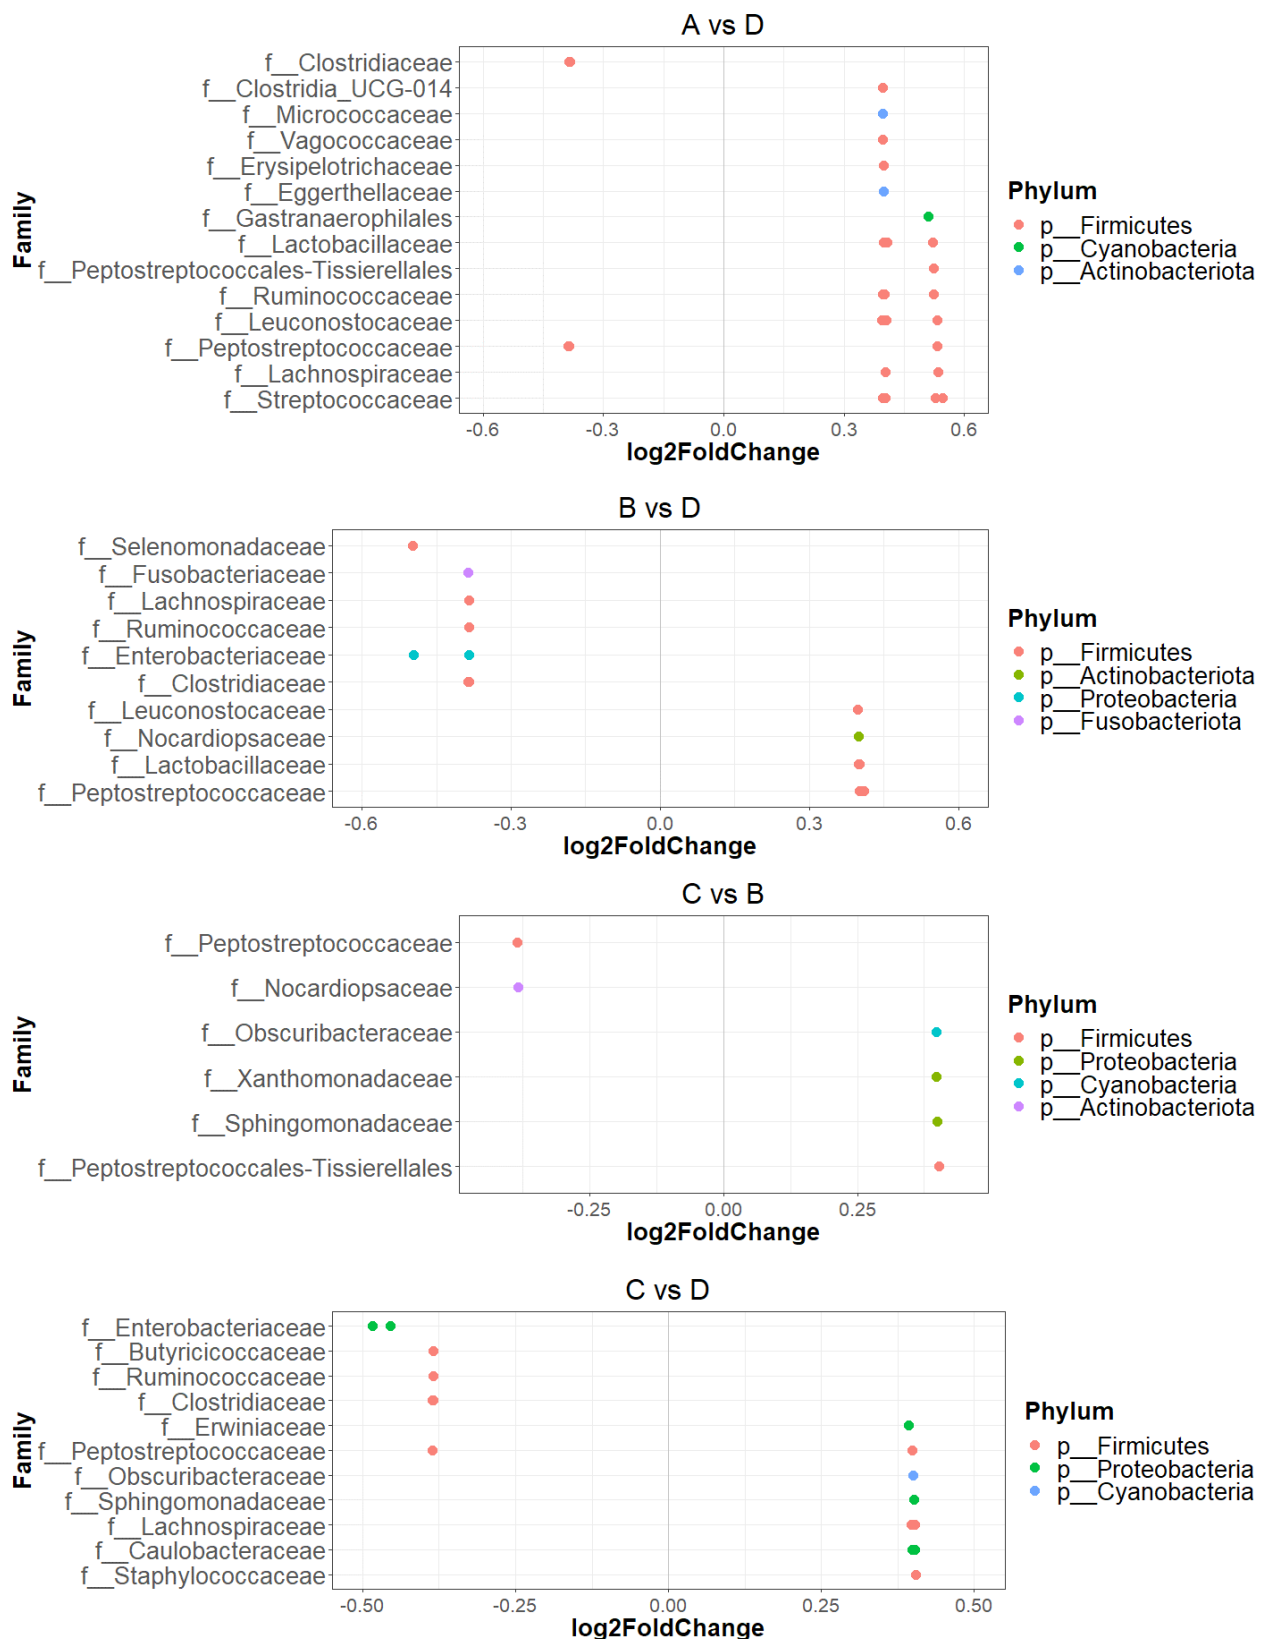 A vs D
f__Clostridiaceae
f__Clostridia_UCG-014
f__Micrococcaceae
f__Vagococcaceae
f__Erysipelotrichaceae
f__Eggerthellaceae
f__Gastranaerophilales
f__Lactobacillaceae
f__Peptostreptococcales-Tissierellales
f__Ruminococcaceae
f__Leuconostocaceae
f__Peptostreptococcaceae
f__Lachnospiraceae
f__Streptococcaceae
Family
-0.6 -0.3 0.0 0.3 0.6
log2FoldChange
Phylum
p__Firmicutes
p__Cyanobacteria
p__Actinobacteriota
B vs D
f__Selenomonadaceae
f__Fusobacteriaceae
f__Lachnospiraceae
f__Ruminococcaceae
f__Enterobacteriaceae
f__Clostridiaceae
f__Leuconostocaceae
f__Nocardiopsaceae
f__Lactobacillaceae
f__Peptostreptococcaceae
Family
-0.6 -0.3 0.0 0.3 0.6
log2FoldChange
Phylum
p__Firmicutes
p__Actinobacteriota
p__Proteobacteria
p__Fusobacteriota
C vs B
f__Peptostreptococcaceae
f__Nocardiopsaceae
f__Obscuribacteraceae
f__Xanthomonadaceae
f__Sphingomonadaceae
f__Peptostreptococcales-Tissierellales
Family
-0.25 0.00 0.25
log2FoldChange
Phylum
p__Firmicutes
p__Proteobacteria
p__Cyanobacteria
p__Actinobacteriota
C vs D
f__Enterobacteriaceae
f__Butyricicoccaceae
f__Ruminococcaceae
f__Clostridiaceae
f__Erwiniaceae
f__Peptostreptococcaceae
f__Obscuribacteraceae
f__Sphingomonadaceae
f__Lachnospiraceae
f__Caulobacteraceae
f__Staphylococcaceae
Family
-0.50 -0.25 0.00 0.25 0.50
log2FoldChange
Phylum
p__Firmicutes
p__Proteobacteria
p__Cyanobacteria